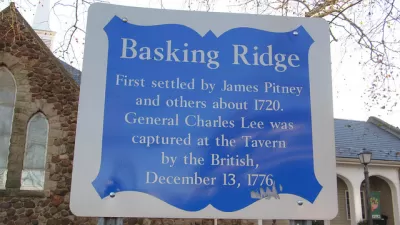 Basking Ridge
First settled by James Pitney
and others about 1720.
General Charles Lee was
captured at the Tavern
by the British,
December 13, 1776